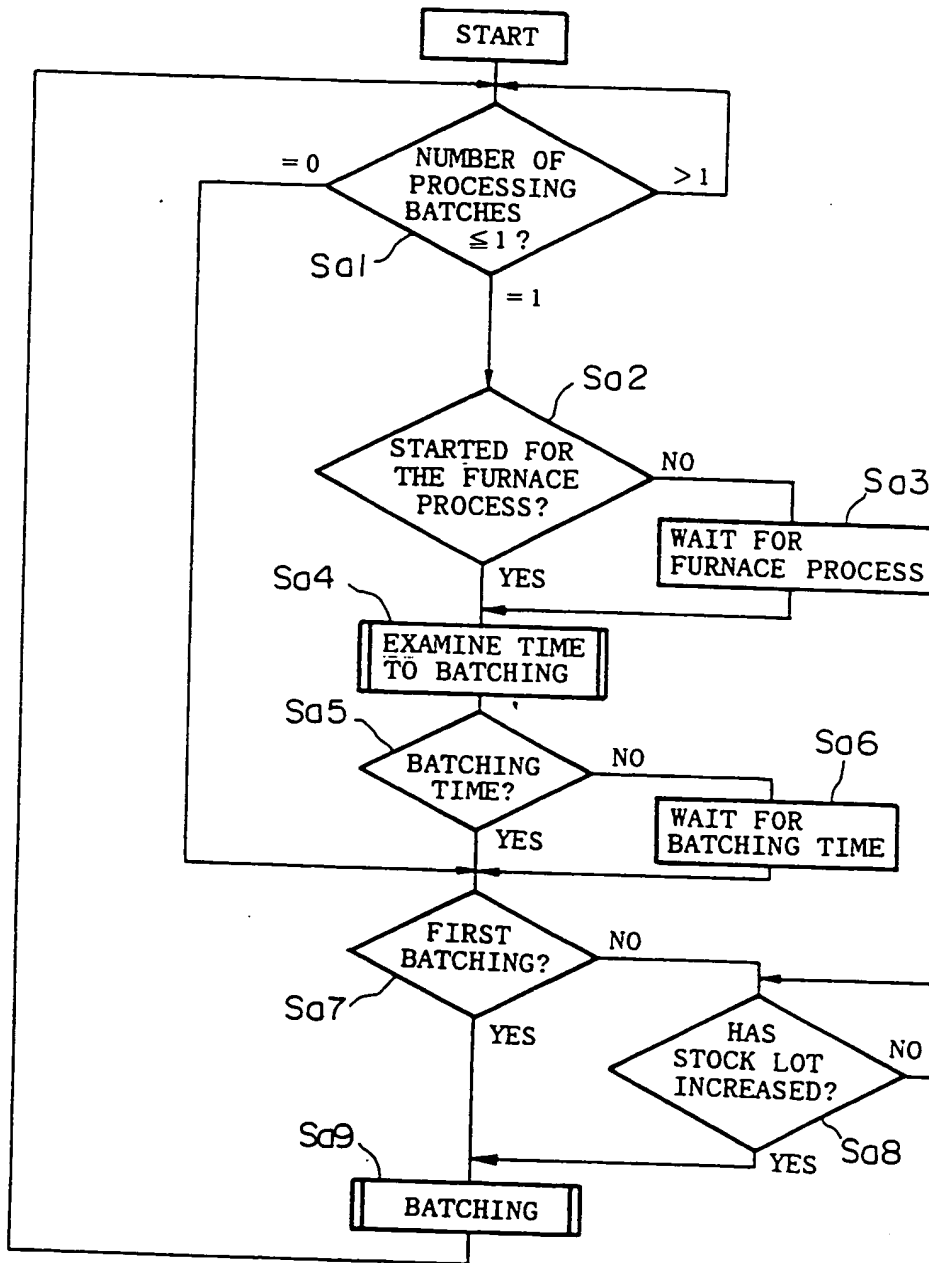 START
= 0
NUMBER OF
PROCESSING
BATCHES
≦ 1 ?
> 1
Sa1
= 1
Sa2
STARTED FOR
THE FURNACE
PROCESS?
NO
Sa3
WAIT FOR
FURNACE PROCESS
YES
Sa4
EXAMINE TIME
TO BATCHING
Sa5
BATCHING
TIME?
NO
Sa6
WAIT FOR
BATCHING TIME
YES
FIRST
BATCHING?
NO
Sa7
YES
HAS
STOCK LOT
INCREASED?
NO
Sa8
YES
Sa9
BATCHING